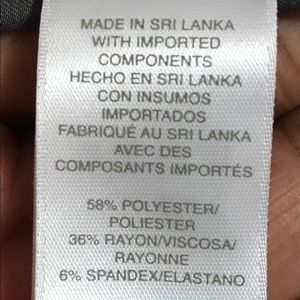 MADE IN SRI LANKA
WITH IMPORTED
COMPONENTS
HECHO EN SRI LANKA
CON INSUMOS
IMPORTADOS
FABRIQUÉ AU SRI LANKA
AVEC DES
COMPOSANTS IMPORTÉS
58% POLYESTER/
POLIESTER
36% RAYON/VISCOSA/
RAYONNE
6% SPANDEX/ELASTANO